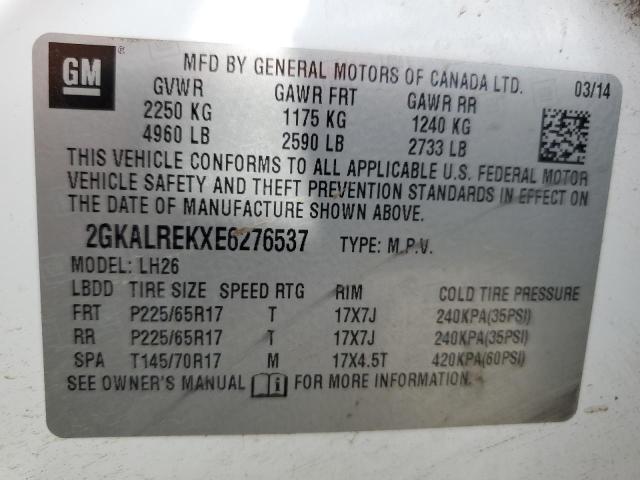 GM ®
MFD BY GENERAL MOTORS OF CANADA LTD. 03/14
GVWR GAWR FRT GAWR RR
2250 KG 1175 KG 1240 KG
4960 LB 2590 LB 2733 LB
THIS VEHICLE CONFORMS TO ALL APPLICABLE U.S. FEDERAL MOTOR
VEHICLE SAFETY AND THEFT PREVENTION STANDARDS IN EFFECT ON
THE DATE OF MANUFACTURE SHOWN ABOVE.
2GKALREKXE6276537 TYPE: M.P.V.
MODEL: LH26
LBDD TIRE SIZE SPEED RTG RIM COLD TIRE PRESSURE
FRT P225/65R17 T 17X7J 240KPA(35PSI)
RR P225/65R17 T 17X7J 240KPA(35PSI)
SPA T145/70R17 M 17X4.5T 420KPA(60PSI)
SEE OWNER'S MANUAL FOR MORE INFORMATION.